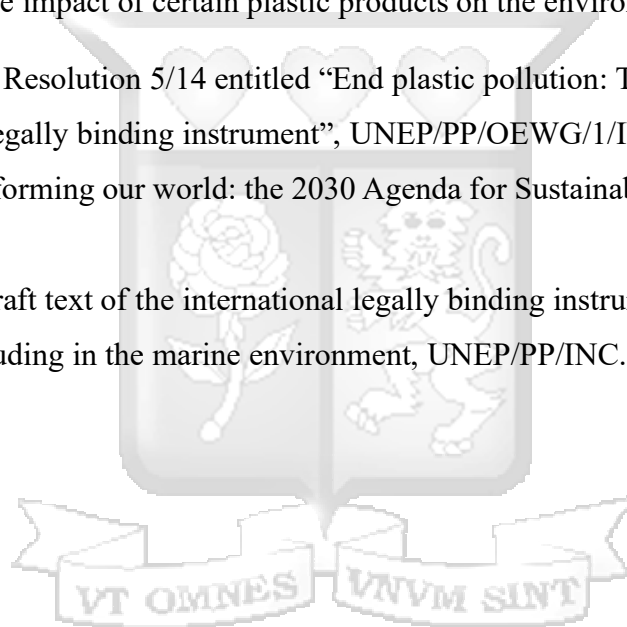 e impact of certain plastic products on the enviro
Resolution 5/14 entitled “End plastic pollution: T
egally binding instrument”, UNEP/PP/OEWG/1/I
forming our world: the 2030 Agenda for Sustainab
raft text of the international legally binding instru
uding in the marine environment, UNEP/PP/INC.
VT OMNES VNVM SINT